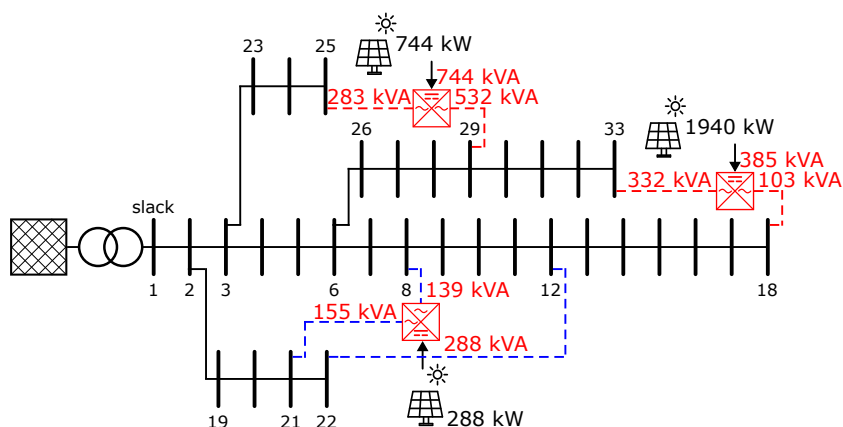 23
25
744 kW
744 kVA
283 kVA
532 kVA
26
29
33
1940 kW
385 kVA
332 kVA
103 kVA
slack
1
2
3
6
8
12
18
139 kVA
155 kVA
288 kVA
19
21
22
288 kW